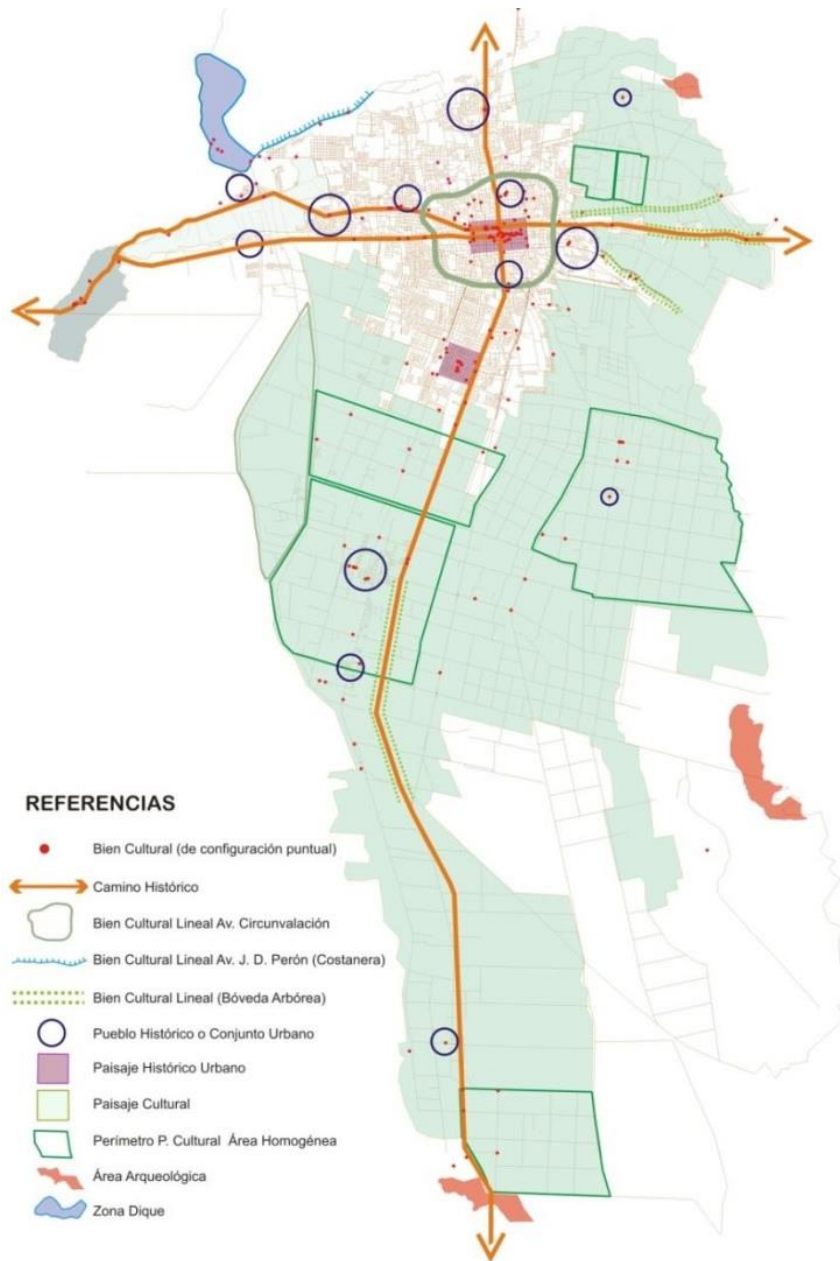 REFERENCIAS
Bien Cultural (de configuración puntual)
Camino Histórico
Bien Cultural Lineal Av. Circunvalación
Bien Cultural Lineal Av. J. D. Perón (Costanera)
Bien Cultural Lineal (Bóveda Arbórea)
Pueblo Histórico o Conjunto Urbano
Paisaje Histórico Urbano
Paisaje Cultural
Perímetro P. Cultural Área Homogénea
Área Arqueológica
Zona Dique